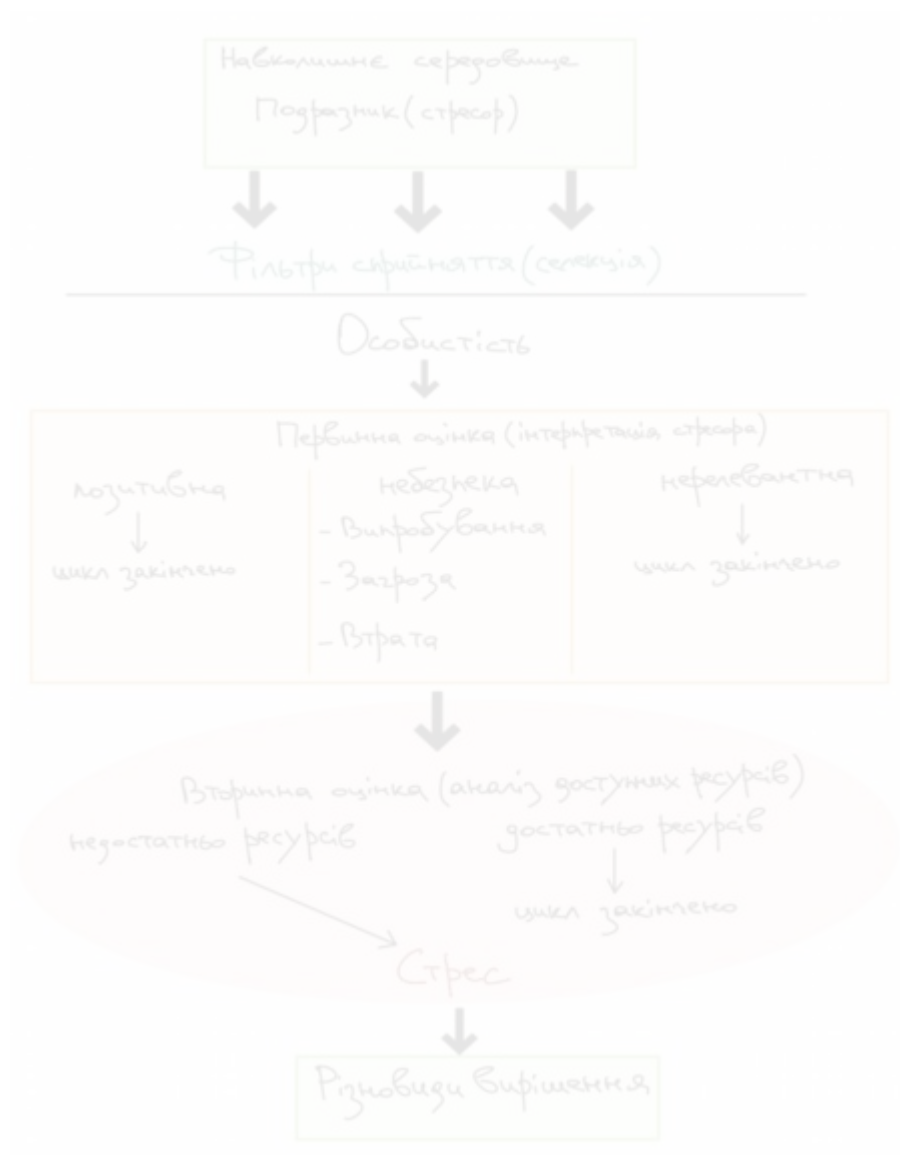 Навколишнє середовище
Подразник (стресор)
Фільтри сприйняття (селекція)
Особистість
Первинна оцінка (інтерпретація стресора)
позитивна
небезпека
нерелевантна
цикл закінчено
- Випробування
цикл закінчено
- Загроза
- Втрата
Вторинна оцінка (аналіз доступних ресурсів)
недостатньо ресурсів
достатньо ресурсів
цикл закінчено
Стрес
Різновиди вирішення